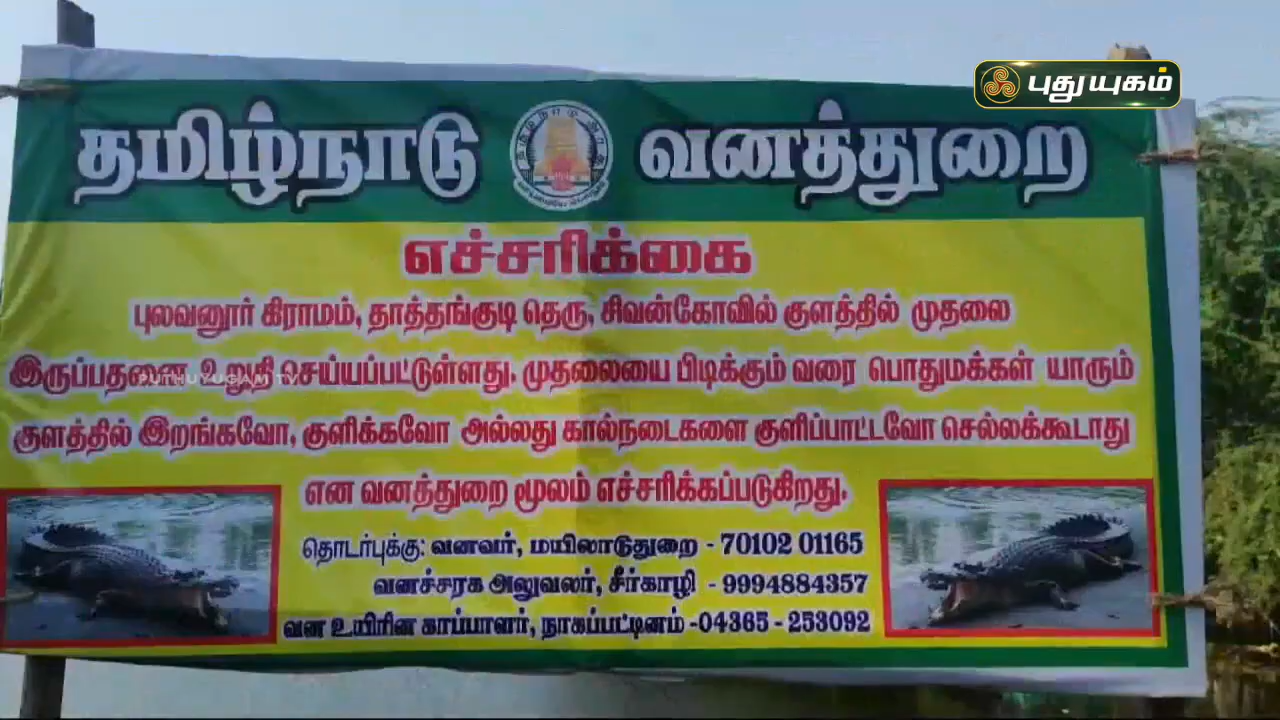 புதுயுகம்
தமிழ்நாடு வனத்துறை
எச்சரிக்கை
புலவனூர் கிராமம், தாத்தங்குடி தெரு, சிவன்கோவில் குளத்தில் முதலை
இருப்பதனை உறுதி செய்யப்பட்டுள்ளது. முதலையை பிடிக்கும் வரை பொதுமக்கள் யாரும்
PUTHUYUGAM TV
குளத்தில் இறங்கவோ, குளிக்கவோ அல்லது கால்நடைகளை குளிப்பாட்டவோ செல்லக்கூடாது
என வனத்துறை மூலம் எச்சரிக்கப்படுகிறது.
தொடர்புக்கு: வனவர், மயிலாடுதுறை - 70102 01165
வனச்சரக அலுவலர், சீர்காழி - 9994884357
வன உயிரின காப்பாளர், நாகப்பட்டினம் -04365 - 253092